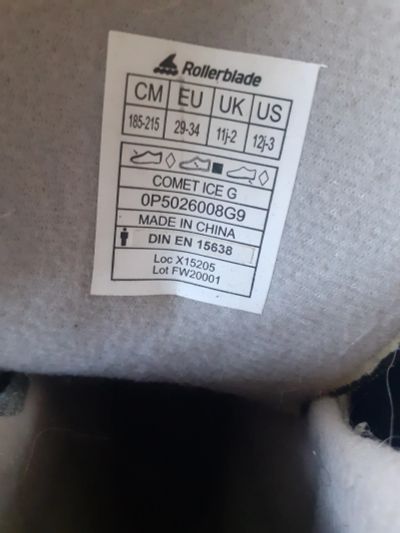 Rollerblade
CM EU UK US
185-215 29-34 11j-2 12j-3
COMET ICE G
0P5026008G9
MADE IN CHINA
DIN EN 15638
Loc X15205
Lot FW20001